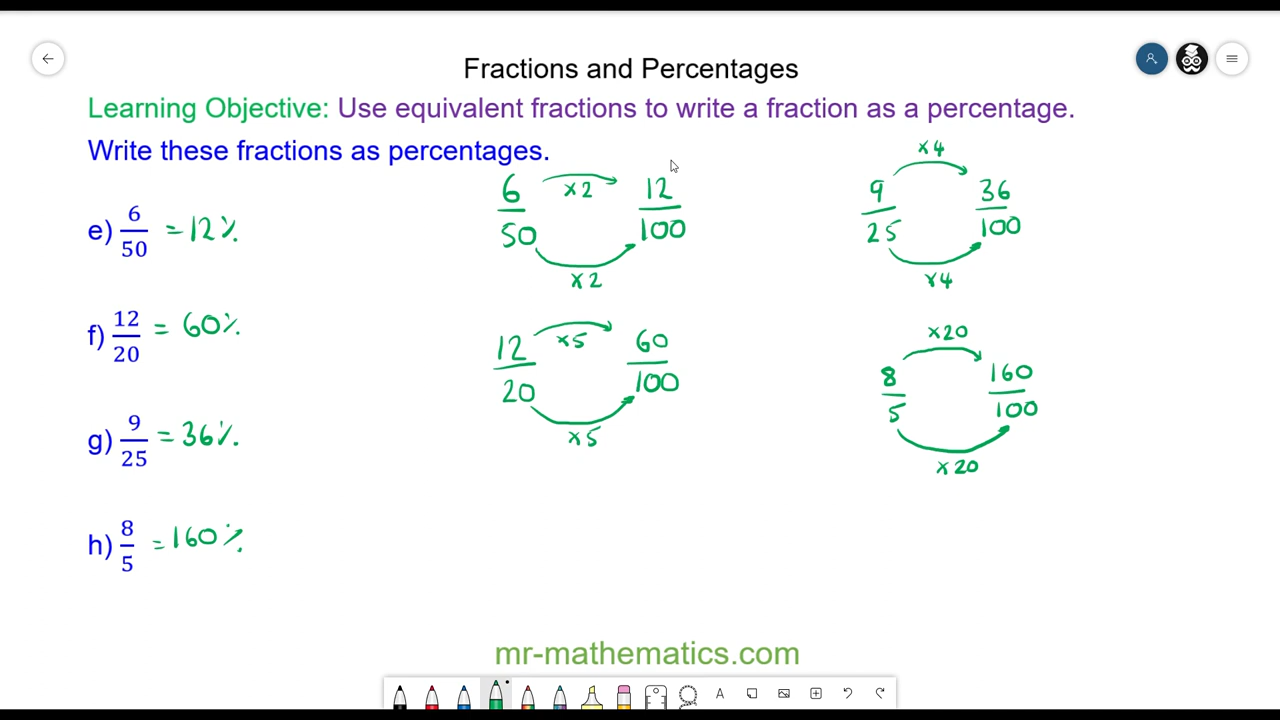 Fractions and Percentages
Learning Objective: Use equivalent fractions to write a fraction as a percentage.
Write these fractions as percentages.
e) 6/50 = 12%
f) 12/20 = 60%
g) 9/25 = 36%
h) 8/5 = 160%
6/50 ×2 12/100 ×2
12/20 ×5 60/100 ×5
9/25 ×4 36/100 ×4
8/5 ×20 160/100 ×20
mr-mathematics.com
A